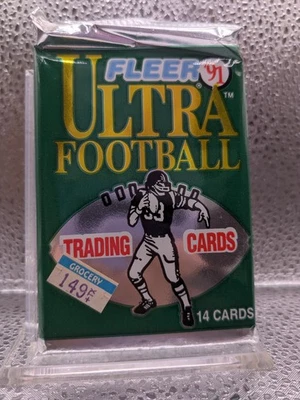 FLEER '91
ULTRA™
FOOTBALL
TRADING CARDS
GROCERY
149
14 CARDS